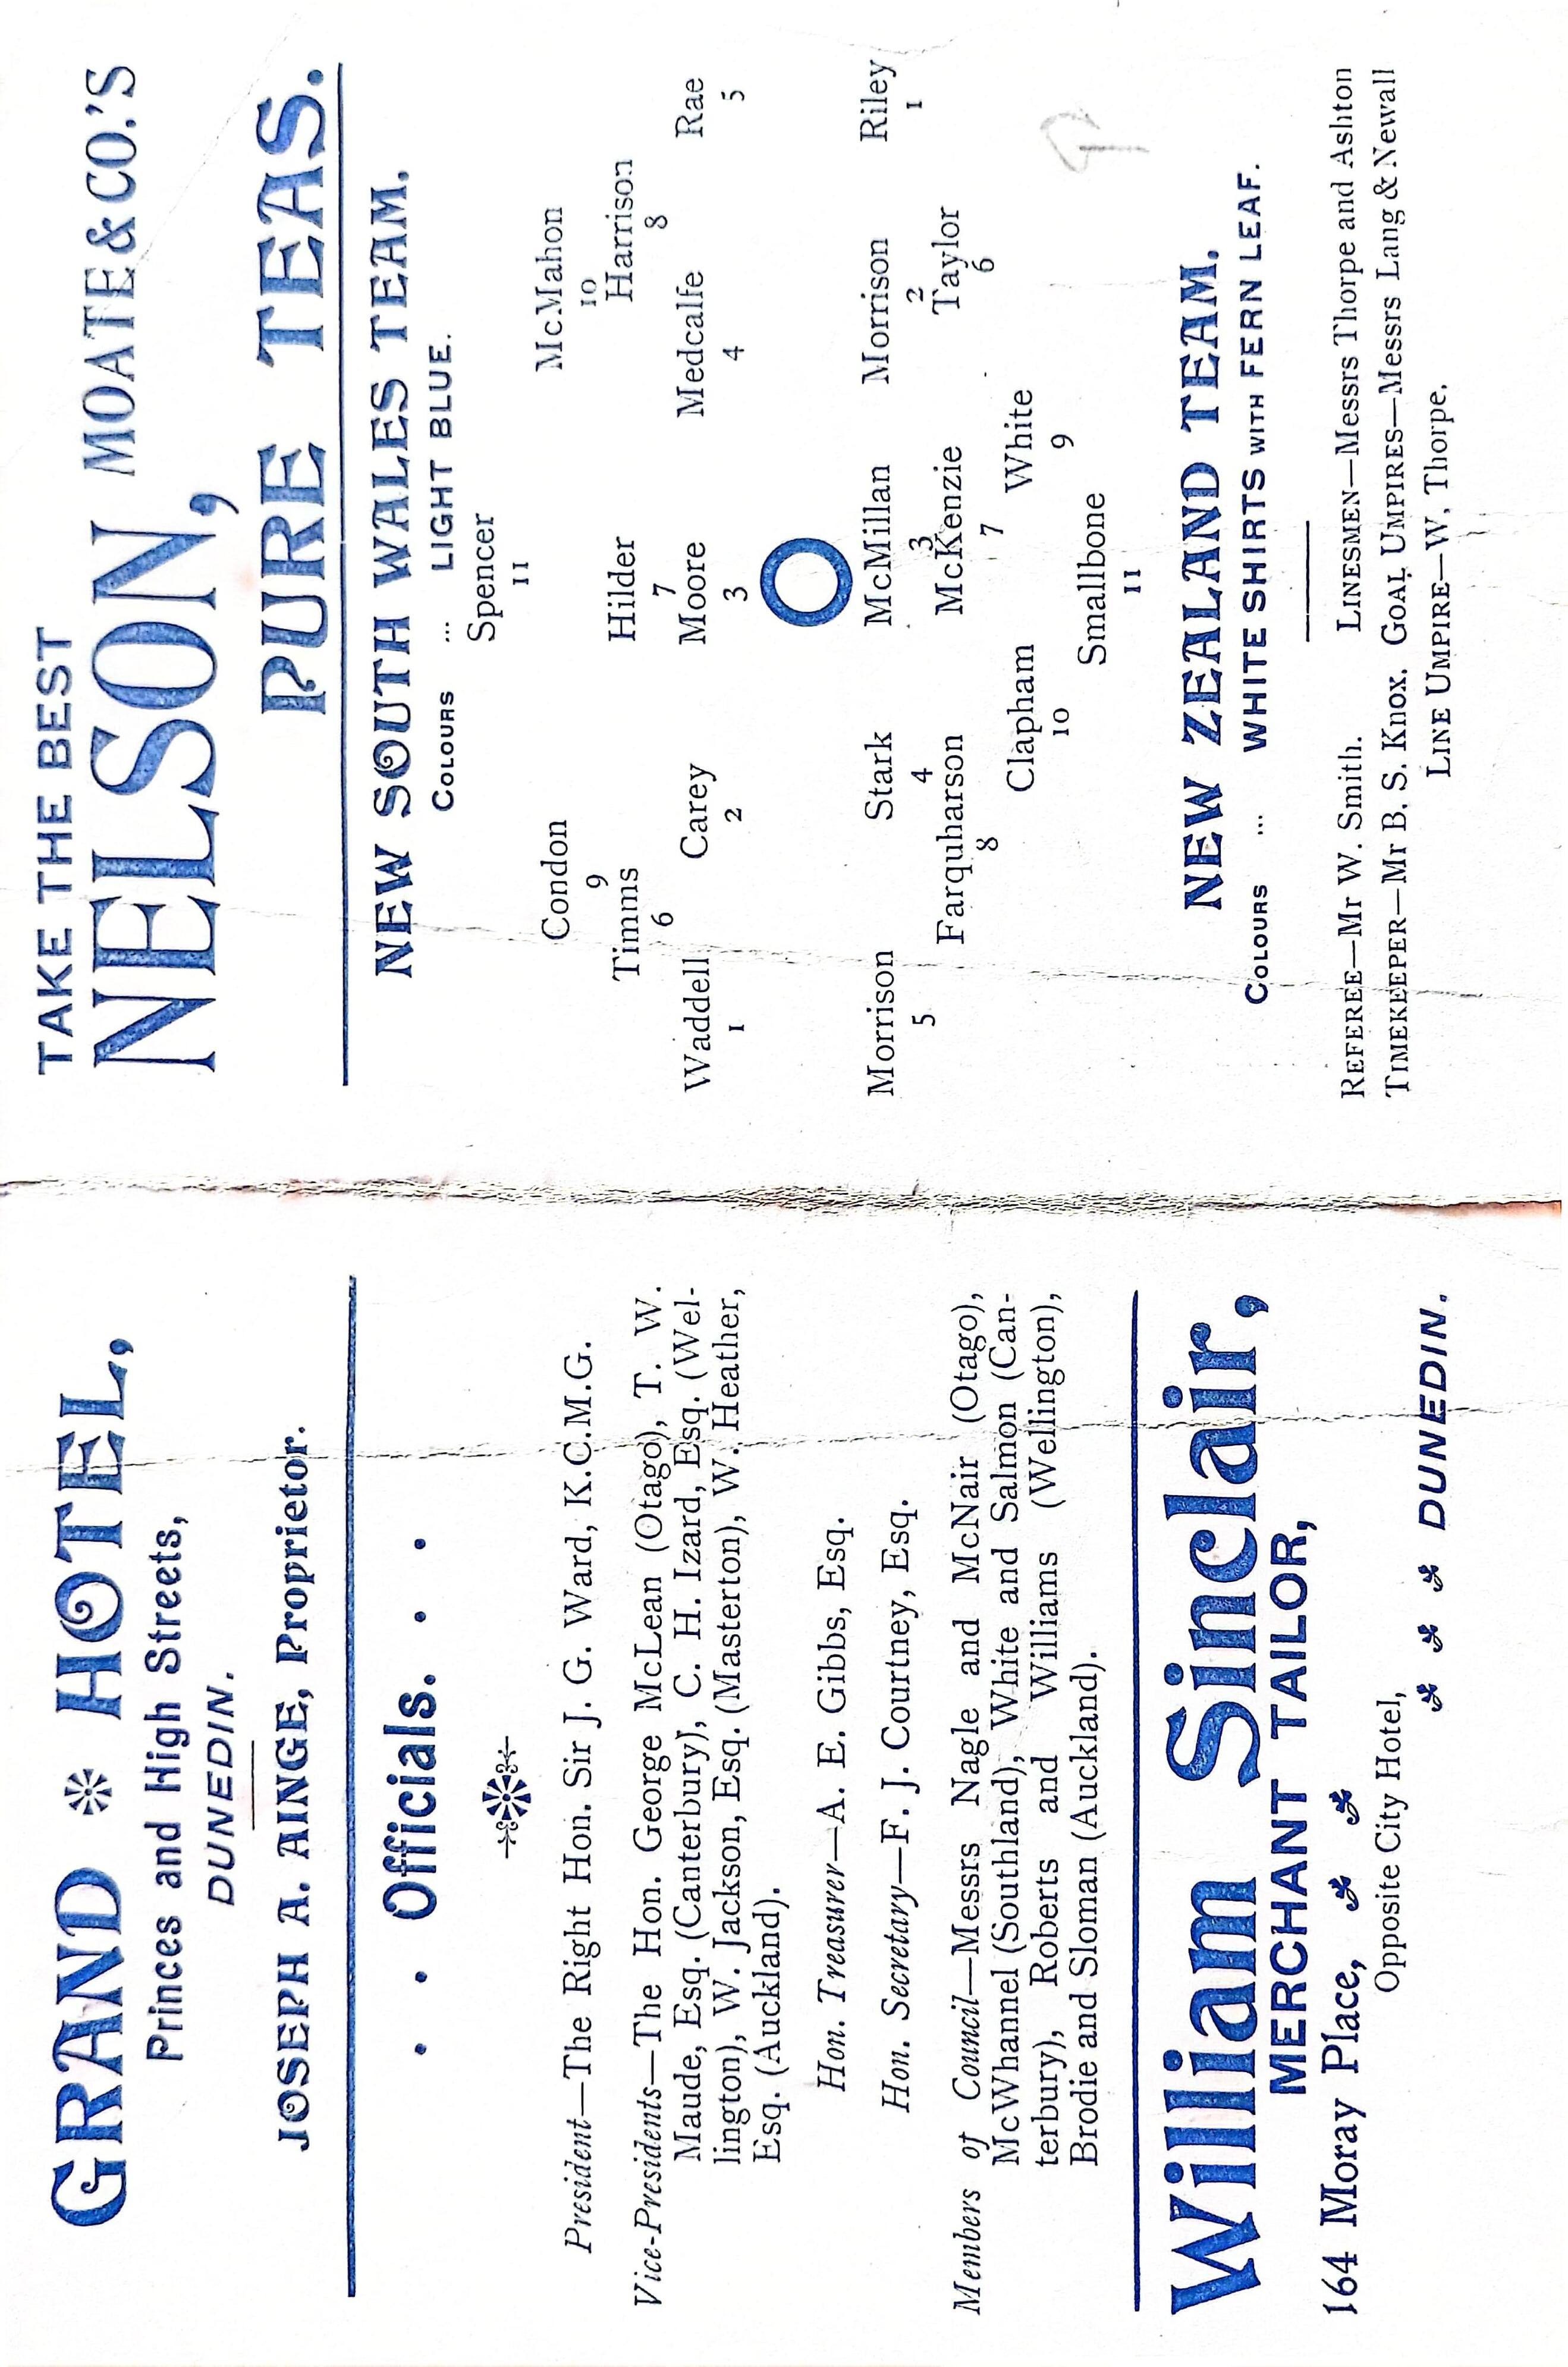 GRAND HOTEL,
Princes and High Streets,
DUNEDIN.
JOSEPH A. AINGE, Proprietor.
. . Officials. . .
President—The Right Hon. Sir J. G. Ward, K.C.M.G.
Vice-Presidents—The Hon. George McLean (Otago), T. W.
Maude, Esq. (Canterbury), C. H. Izard, Esq. (Wel-
lington), W. Jackson, Esq. (Masterton), W. Heather,
Esq. (Auckland).
Hon. Treasurer—A. E. Gibbs, Esq.
Hon. Secretary—F. J. Courtney, Esq.
Members of Council—Messrs Nagle and McNair (Otago),
McWhannel (Southland), White and Salmon (Can-
terbury), Roberts and Williams (Wellington),
Brodie and Sloman (Auckland).
William Sinclair,
MERCHANT TAILOR,
164 Moray Place,
Opposite City Hotel,
DUNEDIN.
TAKE THE BEST
NELSON, MOATE & CO.'S
PURE TEAS.
NEW SOUTH WALES TEAM.
COLOURS ... LIGHT BLUE.
Spencer
11
Condon McMahon
9 10
Timms Hilder Harrison
6 7 8
Waddell Carey Moore Medcalfe Rae
1 2 3 4 5
Morrison Stark McMillan Morrison Riley
5 4 3 2 1
Farquharson McKenzie Taylor
8 7 6
Clapham White
10 9
Smallbone
11
NEW ZEALAND TEAM.
COLOURS ... WHITE SHIRTS WITH FERN LEAF.
REFEREE—Mr W. Smith. LINESMEN—Messrs Thorpe and Ashton
TIMEKEEPER—Mr B. S. Knox. GOAL UMPIRES—Messrs Lang & Newall
LINE UMPIRE—W. Thorpe.